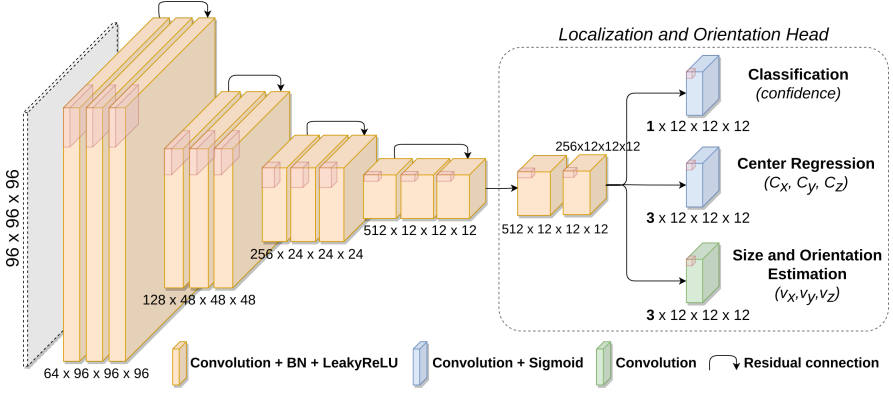 Localization and Orientation Head
96 x 96 x 96
64 x 96 x 96 x 96
128 x 48 x 48 x 48
256 x 24 x 24 x 24
512 x 12 x 12 x 12
512 x 12 x 12 x 12
256x12x12x12
Classification
(confidence)
1 x 12 x 12 x 12
Center Regression
(Cx, Cy, Cz)
3 x 12 x 12 x 12
Size and Orientation
Estimation
(vx,vy,vz)
3 x 12 x 12 x 12
Convolution + BN + LeakyReLU
Convolution + Sigmoid
Convolution
Residual connection